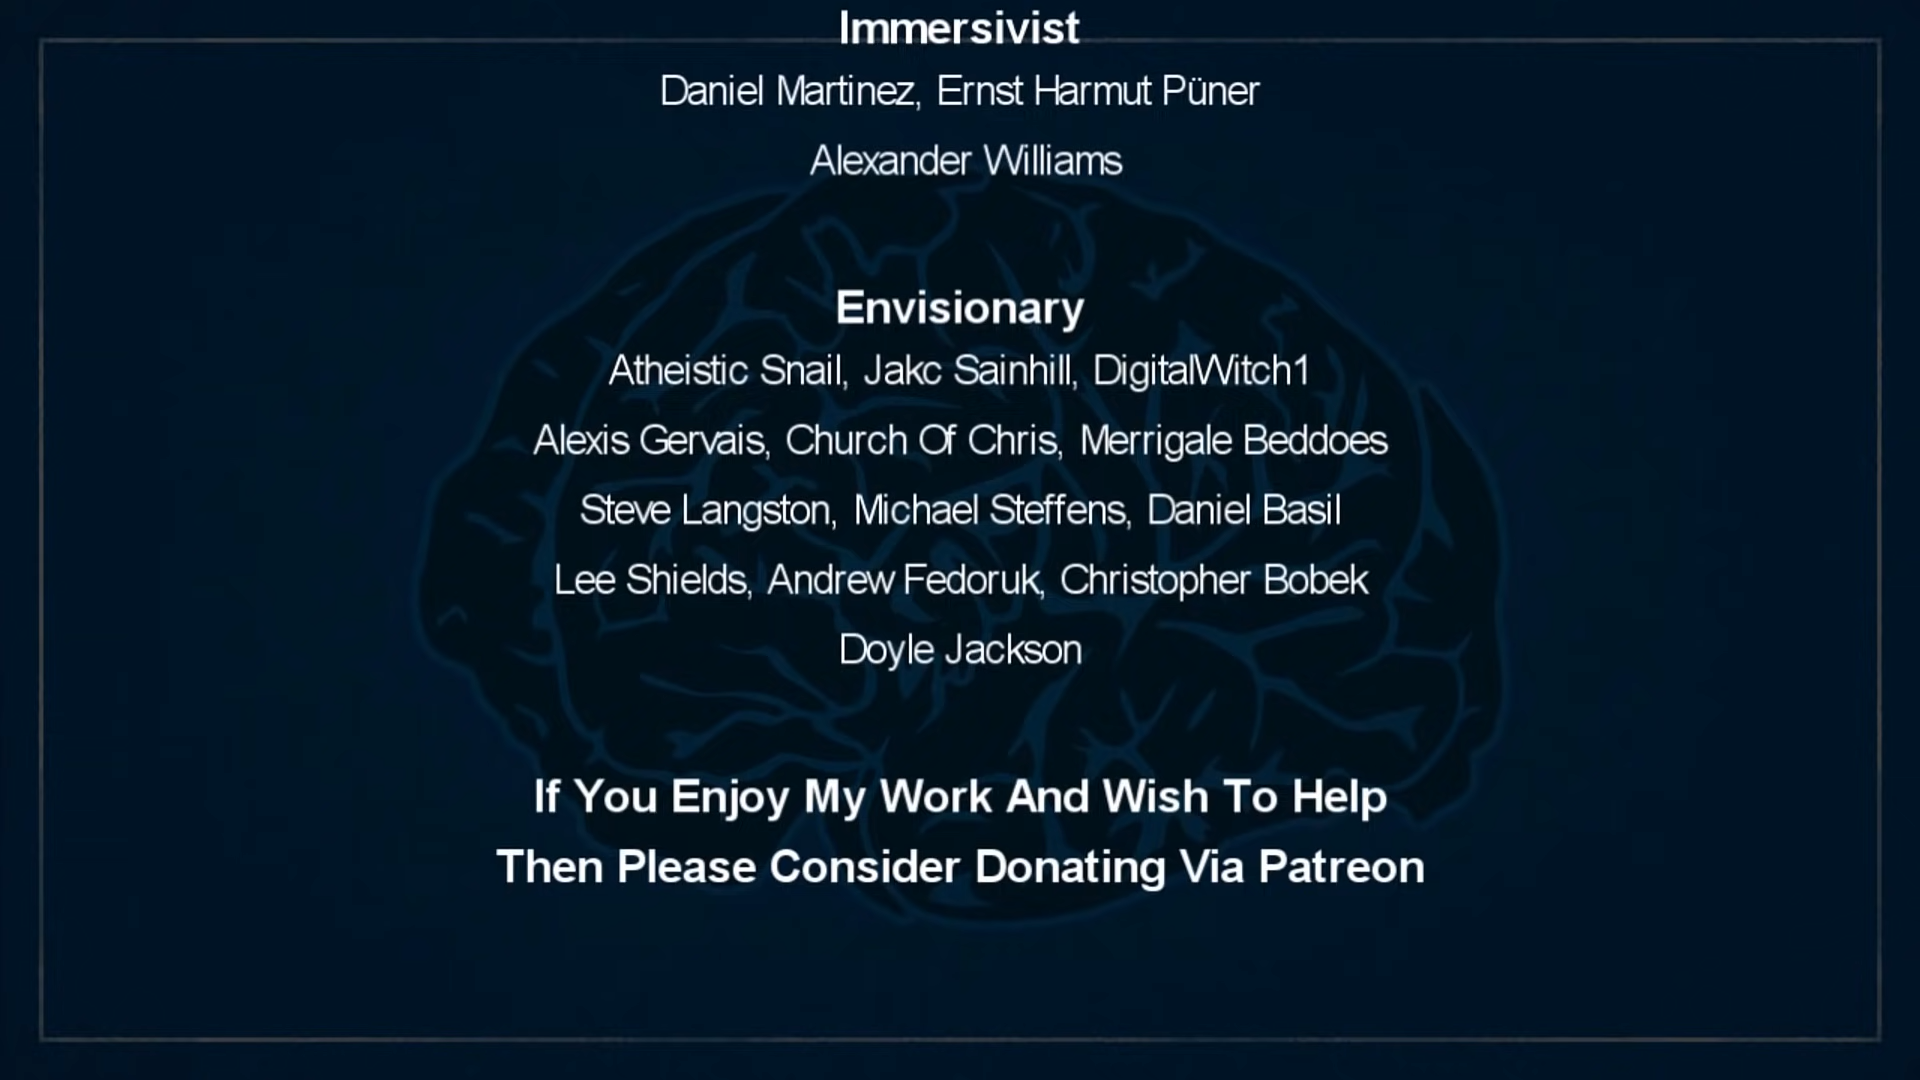 Immersivist
Daniel Martinez, Ernst Harmut Püner
Alexander Williams
Envisionary
Atheistic Snail, Jakc Sainhill, DigitalWitch1
Alexis Gervais, Church Of Chris, Merrigale Beddoes
Steve Langston, Michael Steffens, Daniel Basil
Lee Shields, Andrew Fedoruk, Christopher Bobek
Doyle Jackson
If You Enjoy My Work And Wish To Help
Then Please Consider Donating Via Patreon